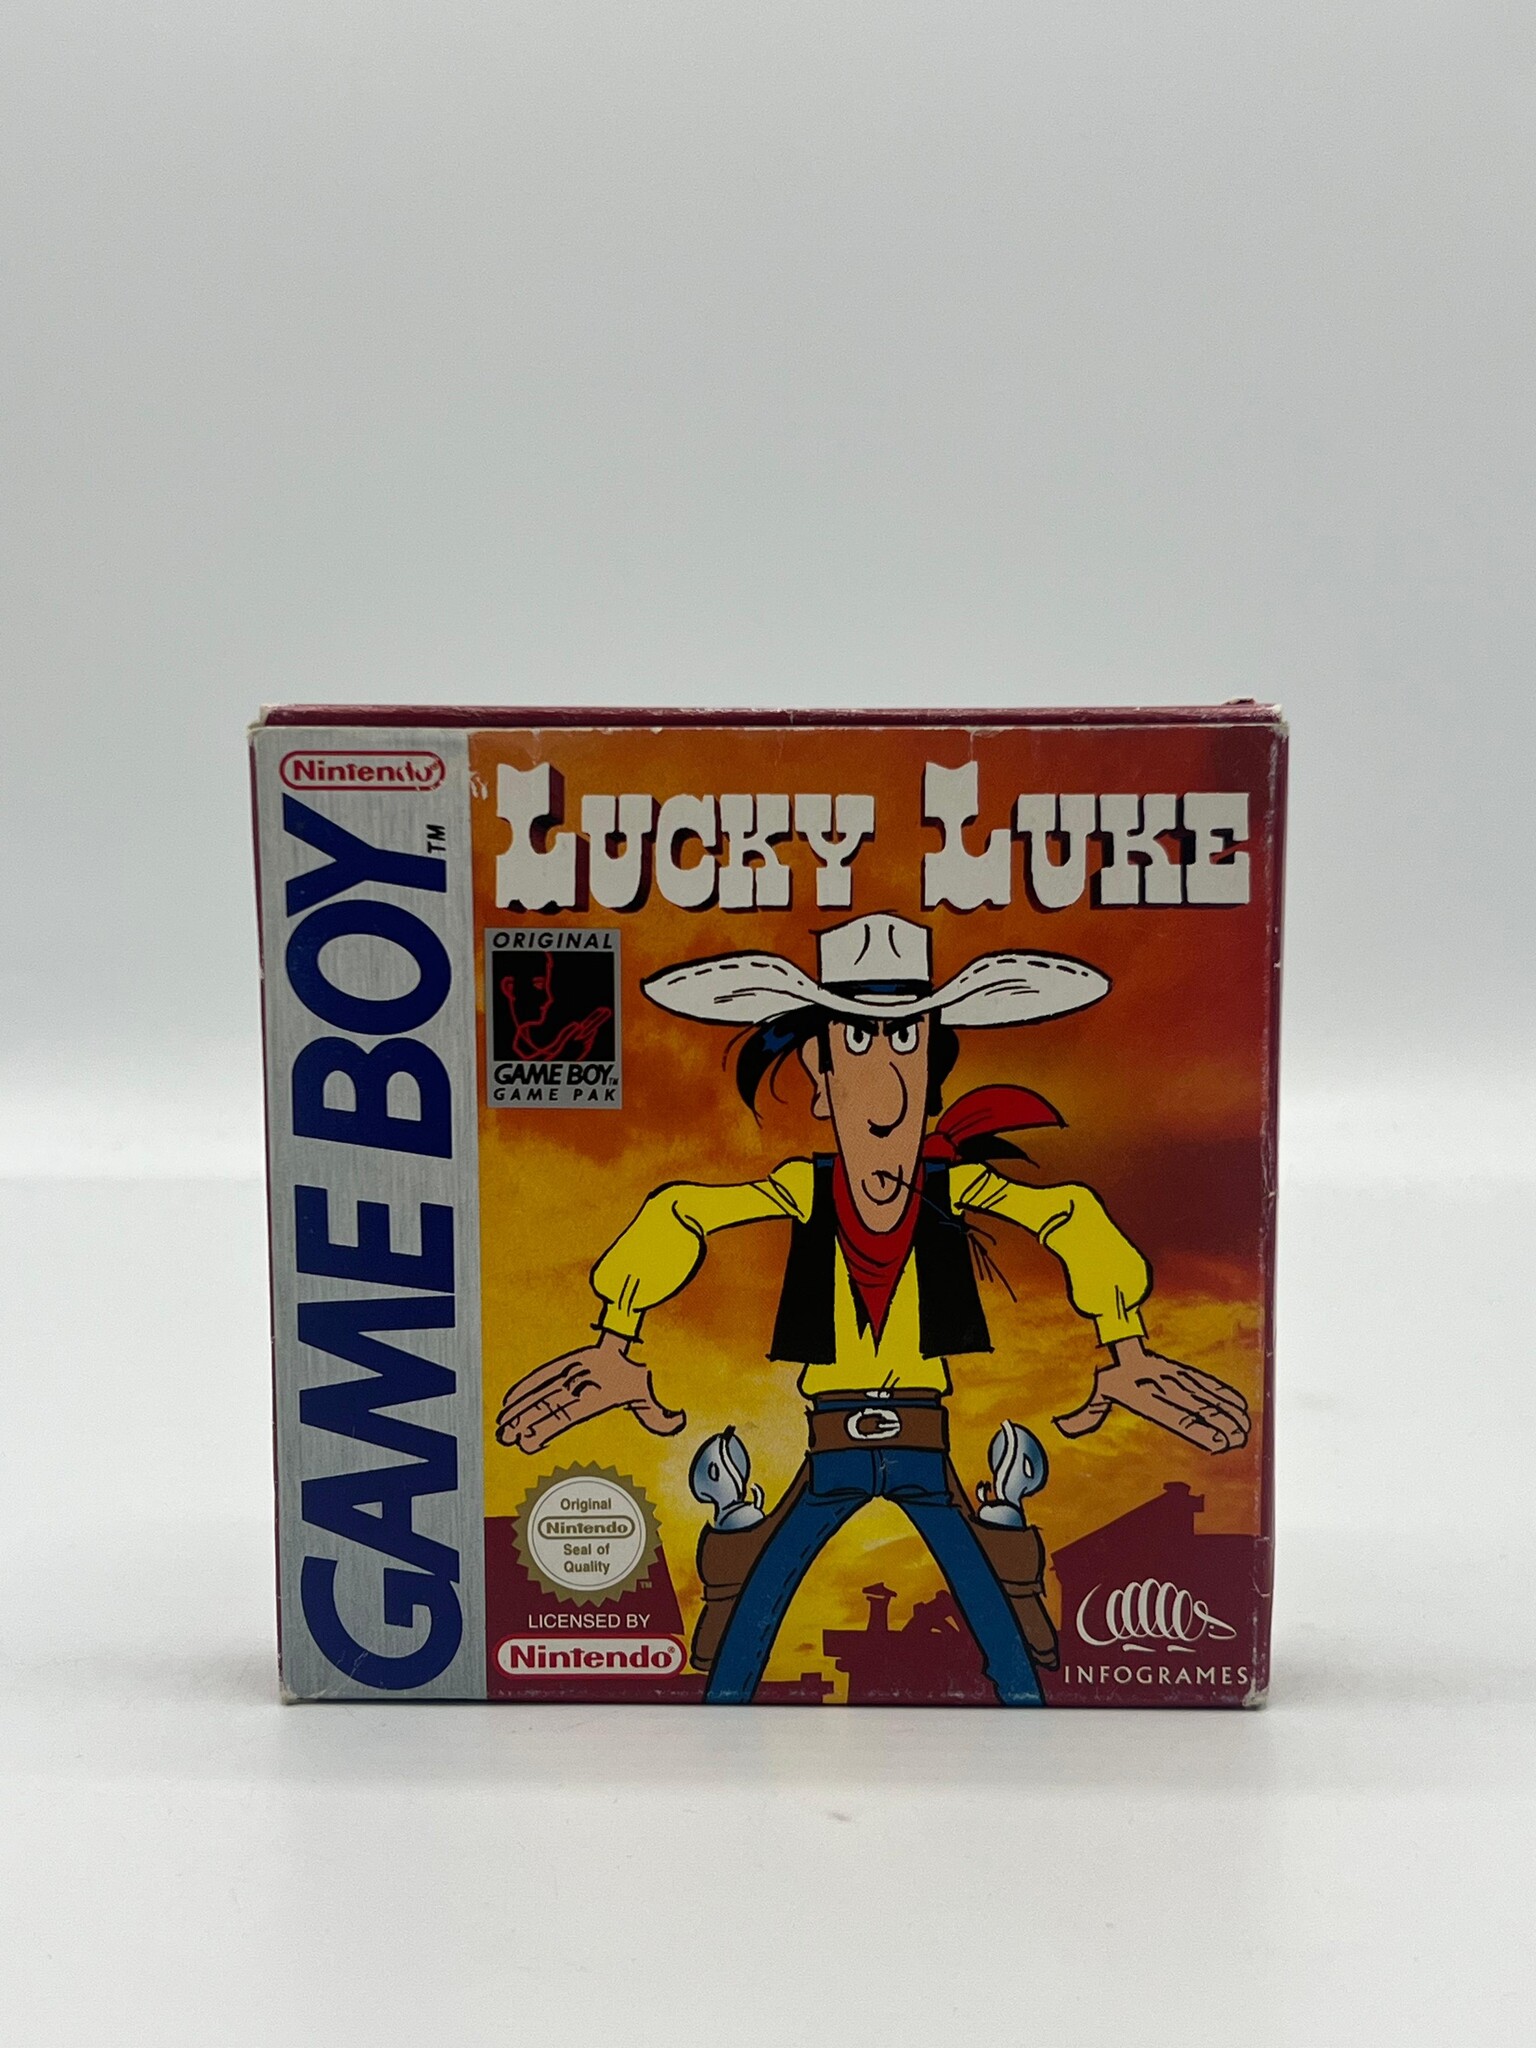 Nintendo
GAME BOY™
LUCKY LUKE
ORIGINAL
GAME BOY™
GAME PAK
Original
Nintendo
Seal of
Quality
™
LICENSED BY
Nintendo®
INFOGRAMES